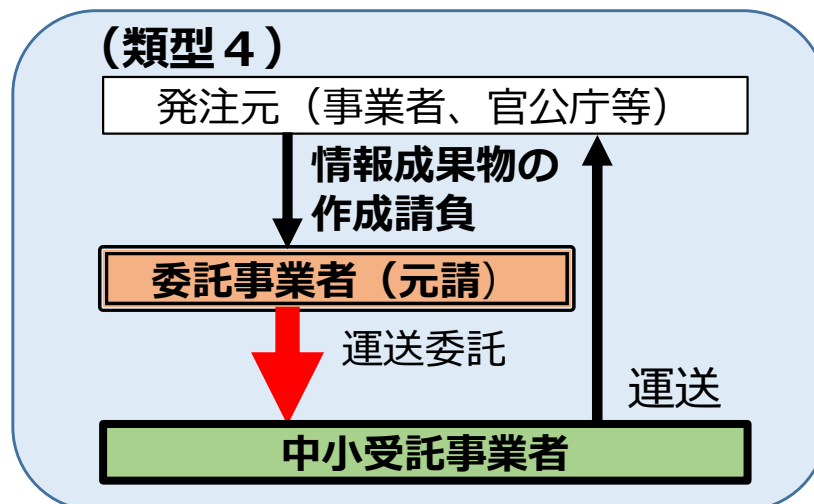 （類型４）
発注元（事業者、官公庁等）
情報成果物の
作成請負
委託事業者（元請）
運送委託
運送
中小受託事業者